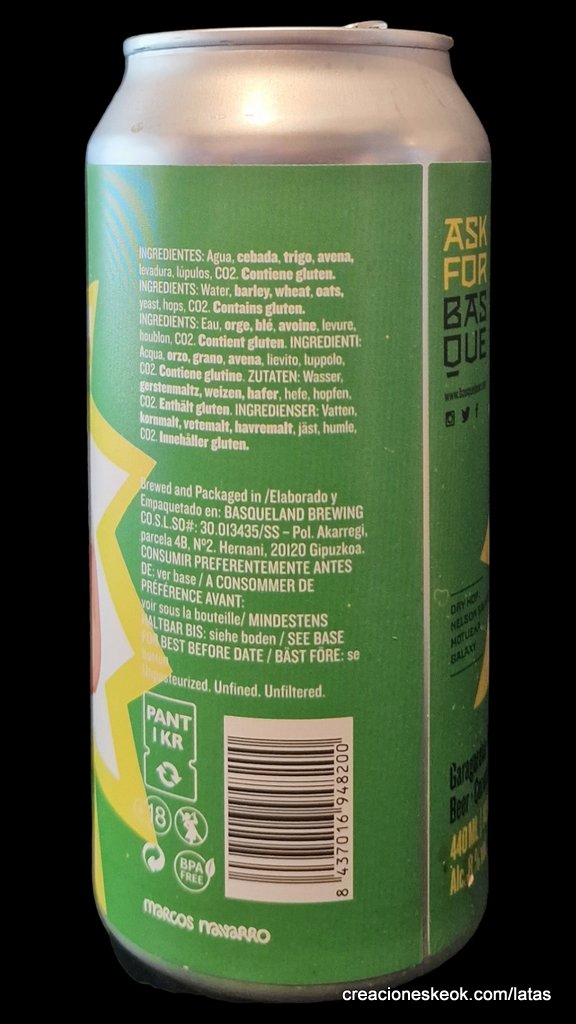 INGREDIENTES: Agua, cebada, trigo, avena,
levadura, lúpulos, CO2. Contiene gluten.
INGREDIENTS: Water, barley, wheat, oats,
yeast, hops, CO2. Contains gluten.
INGRÉDIENTS: Eau, orge, blé, avoine, levure,
houblon, CO2. Contient gluten. INGREDIENTI:
Acqua, orzo, grano, avena, lievito, luppolo,
CO2. Contiene glutine. ZUTATEN: Wasser,
gerstenmaltz, weizen, hafer, hefe, hopfen,
CO2. Enthält gluten. INGREDIENSER: Vatten,
kornmalt, vetemalt, havremalt, jäst, humle,
CO2. Innehåller gluten.
Brewed and Packaged in /Elaborado y
Empaquetado en: BASQUELAND BREWING
CO.S.L.SO#: 30.013435/SS – Pol. Akarregi,
parcela 4B, Nº2. Hernani, 20120 Gipuzkoa.
CONSUMIR PREFERENTEMENTE ANTES
DE: ver base / A CONSOMMER DE
PRÉFÉRENCE AVANT:
voir sous la bouteille/ MINDESTENS
HALTBAR BIS: siehe boden / SEE BASE
FOR BEST BEFORE DATE / BÄST FÖRE: se
botten
Unpasteurized. Unfined. Unfiltered.
PANT
1 KR
18
BPA
FREE
8 437016 948200
marcos navarro
ASK
FOR
BAS
QUE
DRY HOP:
NELSON
MOTUEKA
GALAXY
Beer
440 ML
Alc.
creacioneskeok.com/latas